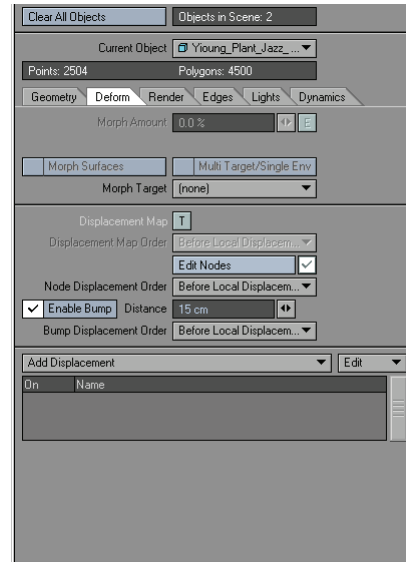 Clear All Objects Objects in Scene: 2
Current Object Yioung_Plant_Jazz_ ...
Points: 2504 Polygons: 4500
Geometry Deform Render Edges Lights Dynamics
Morph Amount 0.0 % E
Morph Surfaces Multi Target/Single Env
Morph Target (none)
Displacement Map T
Displacement Map Order Before Local Displacem...
Edit Nodes
Node Displacement Order Before Local Displacem...
Enable Bump Distance 15 cm
Bump Displacement Order Before Local Displacem...
Add Displacement Edit
On Name